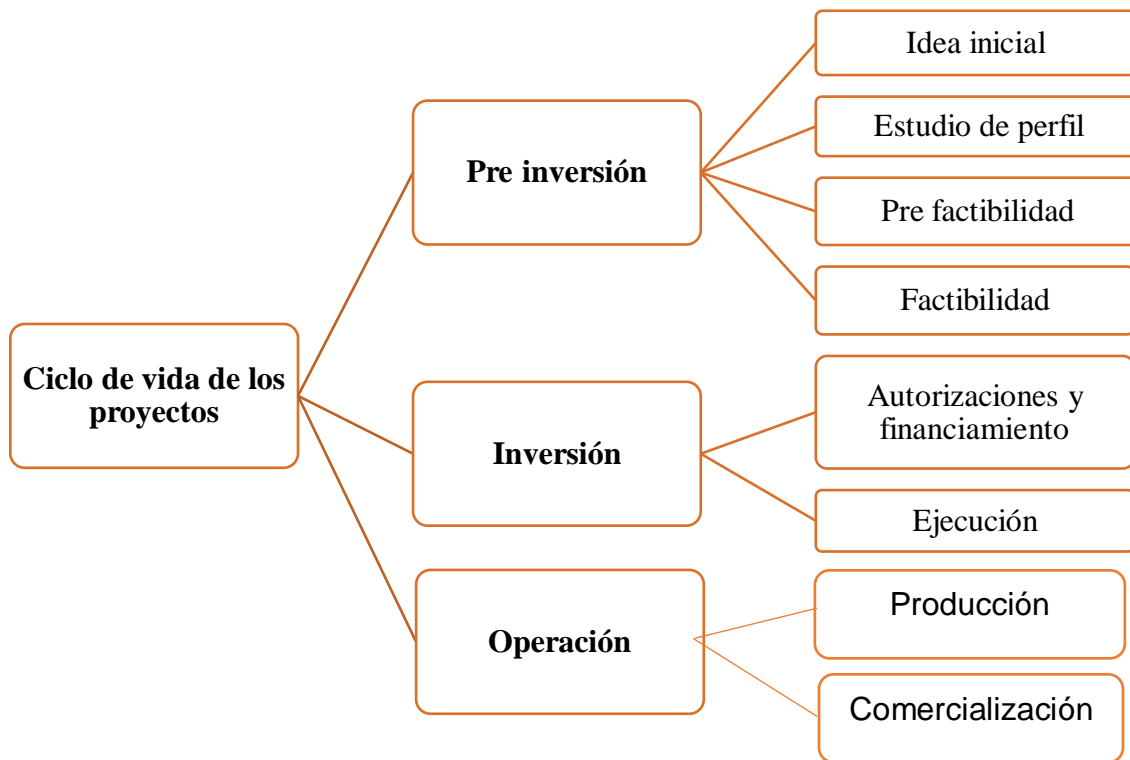 Ciclo de vida de los
proyectos
Pre inversión
Idea inicial
Estudio de perfil
Pre factibilidad
Factibilidad
Inversión
Autorizaciones y
financiamiento
Ejecución
Operación
Producción
Comercialización